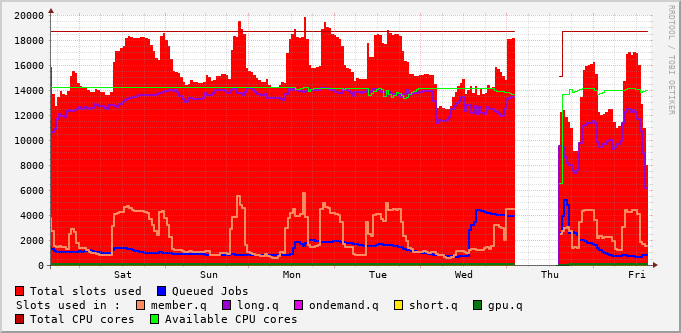 20000
18000
16000
14000
12000
10000
8000
6000
4000
2000
0
Sat Sun Mon Tue Wed Thu Fri
Total slots used Queued Jobs
Slots used in : member.q long.q ondemand.q short.q gpu.q
Total CPU cores Available CPU cores
RRDTOOL / TOBI OETIKER